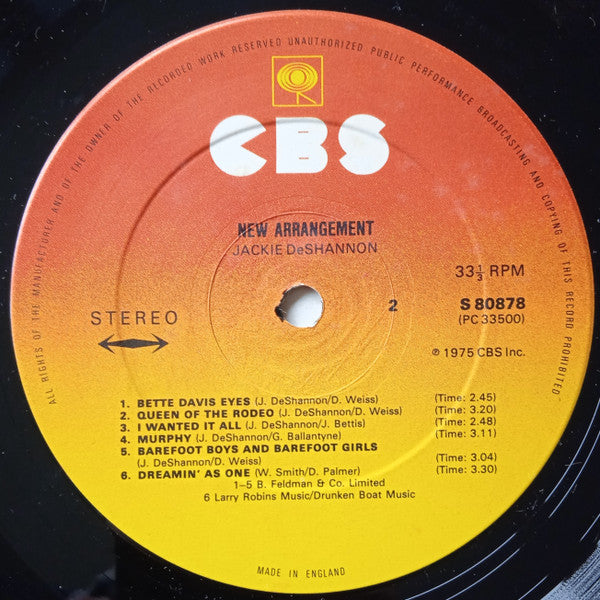 ALL RIGHTS OF THE MANUFACTURER AND OF THE OWNER OF THE RECORDED WORK RESERVED UNAUTHORIZED PUBLIC PERFORMANCE BROADCASTING AND COPYING OF THIS RECORD PROHIBITED
CBS
NEW ARRANGEMENT
JACKIE DeSHANNON
33⅓ RPM
STEREO
2
S 80878
(PC 33500)
℗ 1975 CBS Inc.
1. BETTE DAVIS EYES (J. DeShannon/D. Weiss) (Time: 2.45)
2. QUEEN OF THE RODEO (J. DeShannon/D. Weiss) (Time: 3.20)
3. I WANTED IT ALL (J. DeShannon/J. Bettis) (Time: 2.48)
4. MURPHY (J. DeShannon/G. Ballantyne) (Time: 3.11)
5. BAREFOOT BOYS AND BAREFOOT GIRLS
(J. DeShannon/D. Weiss) (Time: 3.04)
6. DREAMIN' AS ONE (W. Smith/D. Palmer) (Time: 3.30)
1–5 B. Feldman & Co. Limited
6 Larry Robins Music/Drunken Boat Music
MADE IN ENGLAND